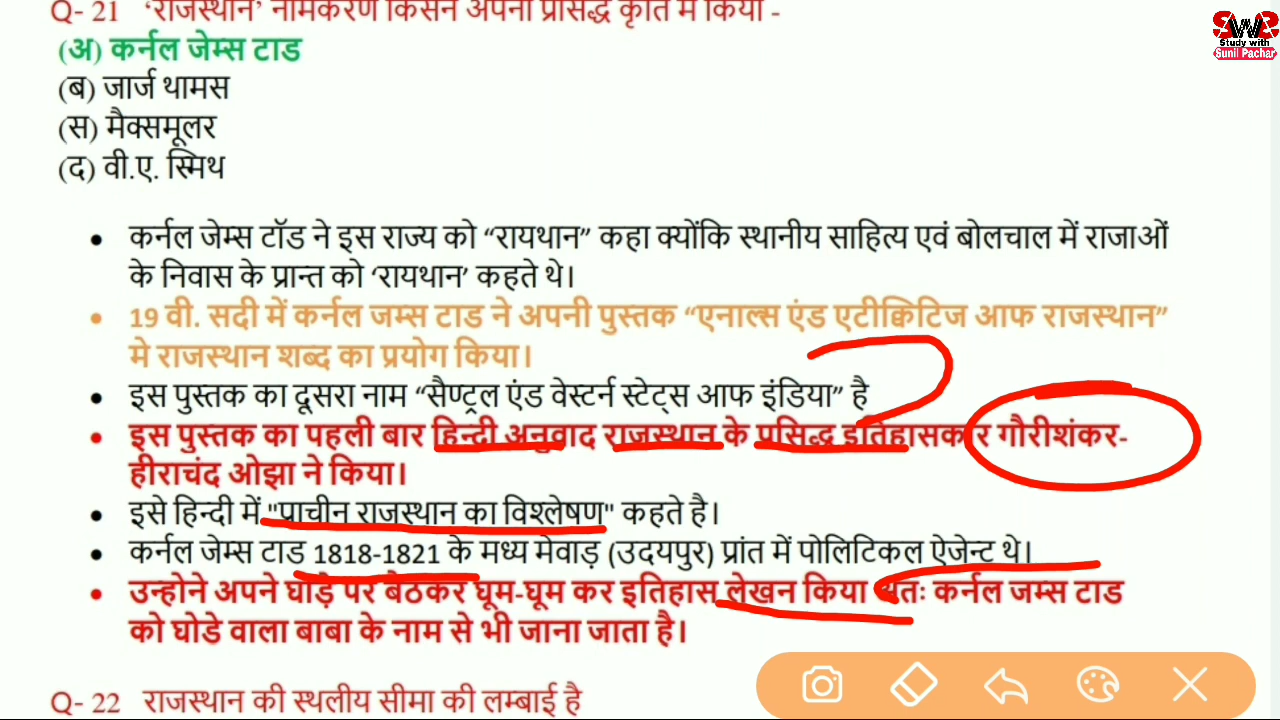 Q- 21 ‘राजस्थान’ नामकरण किसने अपनी प्रसिद्ध कृति में किया -
SWS
Study with
Sunil Pachar
(अ) कर्नल जेम्स टाड
(ब) जार्ज थामस
(स) मैक्समूलर
(द) वी.ए. स्मिथ
• कर्नल जेम्स टॉड ने इस राज्य को “रायथान” कहा क्योंकि स्थानीय साहित्य एवं बोलचाल में राजाओं
के निवास के प्रान्त को ‘रायथान’ कहते थे।
• 19 वी. सदी में कर्नल जम्स टाड ने अपनी पुस्तक “एनाल्स एंड एटीक्विटिज आफ राजस्थान”
मे राजस्थान शब्द का प्रयोग किया।
• इस पुस्तक का दूसरा नाम “सैण्ट्रल एंड वेस्टर्न स्टेट्स आफ इंडिया” है
• इस पुस्तक का पहली बार हिन्दी अनुवाद राजस्थान के प्रसिद्ध इतिहासकार गौरीशंकर-
हीराचंद ओझा ने किया।
• इसे हिन्दी में "प्राचीन राजस्थान का विश्लेषण" कहते है।
• कर्नल जेम्स टाड 1818-1821 के मध्य मेवाड़ (उदयपुर) प्रांत में पोलिटिकल ऐजेन्ट थे।
• उन्होने अपने घोड़े पर बैठकर घूम-घूम कर इतिहास लेखन किया अतः कर्नल जम्स टाड
को घोडे वाला बाबा के नाम से भी जाना जाता है।
Q- 22 राजस्थान की स्थलीय सीमा की लम्बाई है